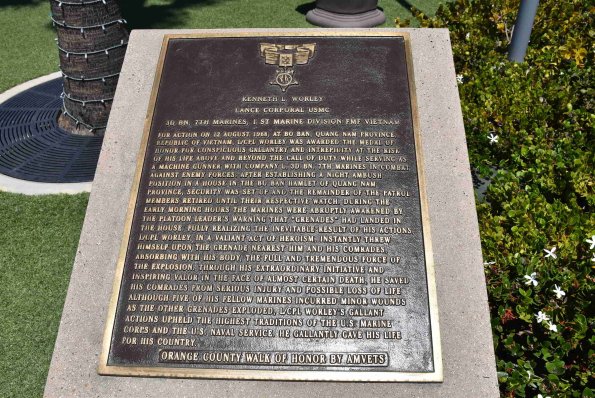 KENNETH L. WORLEY
LANCE CORPORAL USMC
3D BN, 7TH MARINES, 1 ST MARINE DIVISION FMF VIETNAM
FOR ACTION ON 12 AUGUST 1968, AT BO BAN, QUANG NAM PROVINCE,
REPUBLIC OF VIETNAM, L/CPL WORLEY WAS AWARDED THE MEDAL OF
HONOR FOR CONSPICUOUS GALLANTRY AND INTREPIDITY AT THE RISK
OF HIS LIFE ABOVE AND BEYOND THE CALL OF DUTY WHILE SERVING AS
A MACHINE GUNNER WITH COMPANY L, 3D BN, 7TH MARINES IN COMBAT
AGAINST ENEMY FORCES. AFTER ESTABLISHING A NIGHT AMBUSH
POSITION IN A HOUSE IN THE BO BAN HAMLET OF QUANG NAM
PROVINCE, SECURITY WAS SET UP AND THE REMAINDER OF THE PATROL
MEMBERS RETIRED UNTIL THEIR RESPECTIVE WATCH. DURING THE
EARLY MORNING HOURS THE MARINES WERE ABRUPTLY AWAKENED BY
THE PLATOON LEADER'S WARNING THAT "GRENADES" HAD LANDED IN
THE HOUSE. FULLY REALIZING THE INEVITABLE RESULT OF HIS ACTIONS,
L/CPL WORLEY, IN A VALIANT ACT OF HEROISM, INSTANTLY THREW
HIMSELF UPON THE GRENADE NEAREST HIM AND HIS COMRADES,
ABSORBING WITH HIS BODY, THE FULL AND TREMENDOUS FORCE OF
THE EXPLOSION. THROUGH HIS EXTRAORDINARY INITIATIVE AND
INSPIRING VALOR IN THE FACE OF ALMOST CERTAIN DEATH, HE SAVED
HIS COMRADES FROM SERIOUS INJURY AND POSSIBLE LOSS OF LIFE
ALTHOUGH FIVE OF HIS FELLOW MARINES INCURRED MINOR WOUNDS
AS THE OTHER GRENADES EXPLODED. L/CPL WORLEY'S GALLANT
ACTIONS UPHELD THE HIGHEST TRADITIONS OF THE U.S. MARINE
CORPS AND THE U.S. NAVAL SERVICE. HE GALLANTLY GAVE HIS LIFE
FOR HIS COUNTRY.
ORANGE COUNTY WALK OF HONOR BY AMVETS